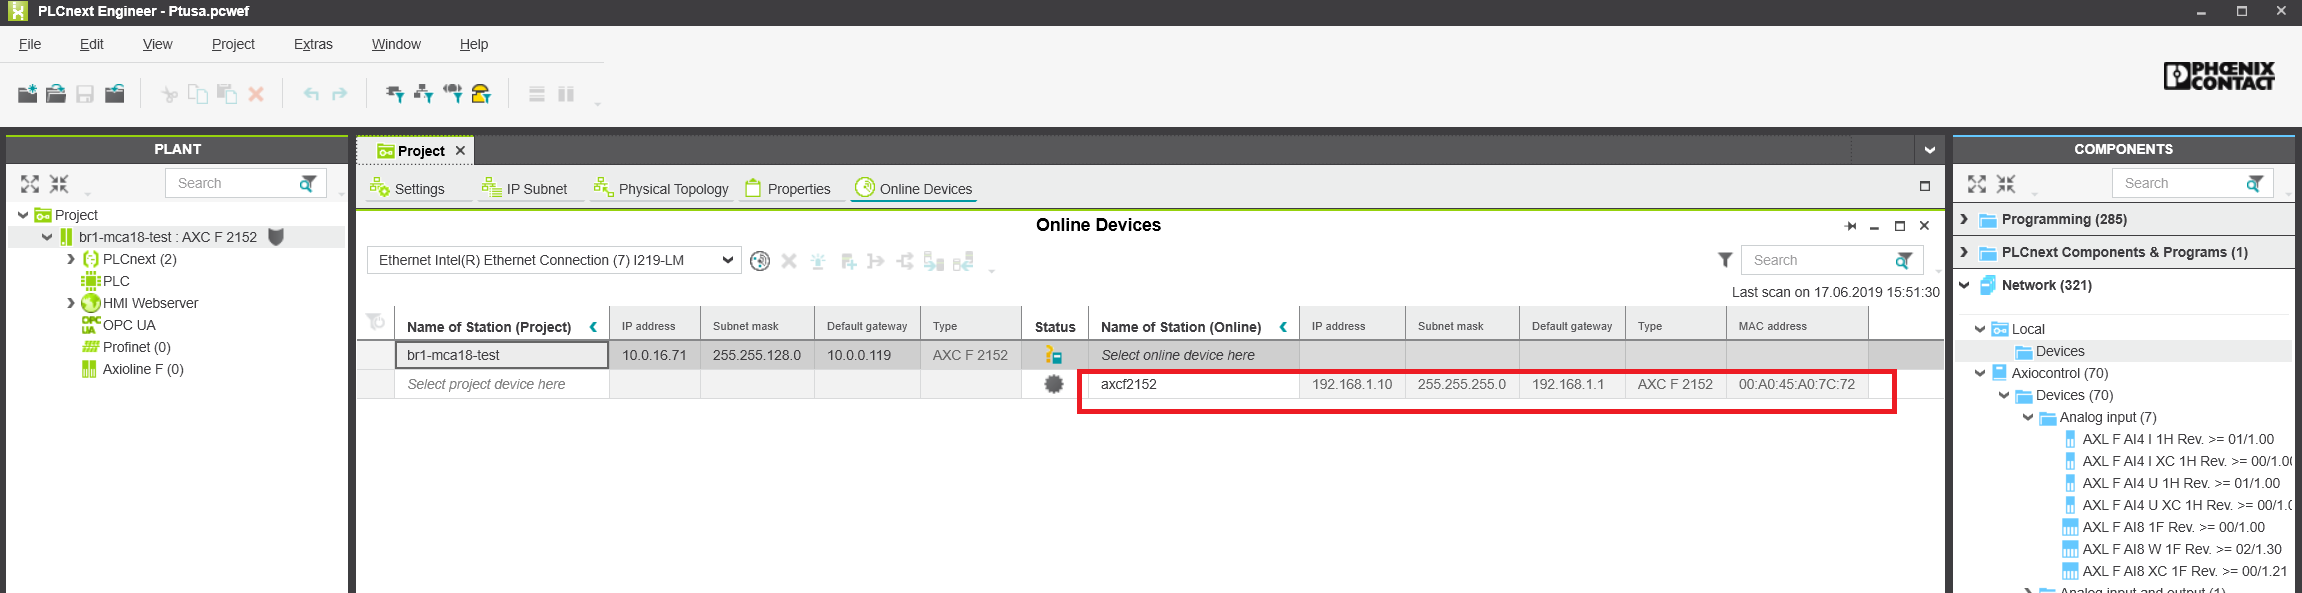 PLCnext Engineer - Ptusa.pcwef
File Edit View Project Extras Window Help
PHŒNIX
CONTACT
PLANT
Search
Project
br1-mca18-test : AXC F 2152
PLCnext (2)
PLC
HMI Webserver
OPC UA
Profinet (0)
Axioline F (0)
Project
Settings IP Subnet Physical Topology Properties Online Devices
Online Devices
Ethernet Intel(R) Ethernet Connection (7) I219-LM
Search
Last scan on 17.06.2019 15:51:30
Name of Station (Project) IP address Subnet mask Default gateway Type Status Name of Station (Online) IP address Subnet mask Default gateway Type MAC address
br1-mca18-test 10.0.16.71 255.255.128.0 10.0.0.119 AXC F 2152 Select online device here
Select project device here axcf2152 192.168.1.10 255.255.255.0 192.168.1.1 AXC F 2152 00:A0:45:A0:7C:72
COMPONENTS
Search
Programming (285)
PLCnext Components & Programs (1)
Network (321)
Local
Devices
Axiocontrol (70)
Devices (70)
Analog input (7)
AXL F AI4 I 1H Rev. >= 01/1.00
AXL F AI4 I XC 1H Rev. >= 00/1.0
AXL F AI4 U 1H Rev. >= 01/1.00
AXL F AI4 U XC 1H Rev. >= 00/1.
AXL F AI8 1F Rev. >= 00/1.00
AXL F AI8 W 1F Rev. >= 02/1.30
AXL F AI8 XC 1F Rev. >= 00/1.21
Analog input and output (1)